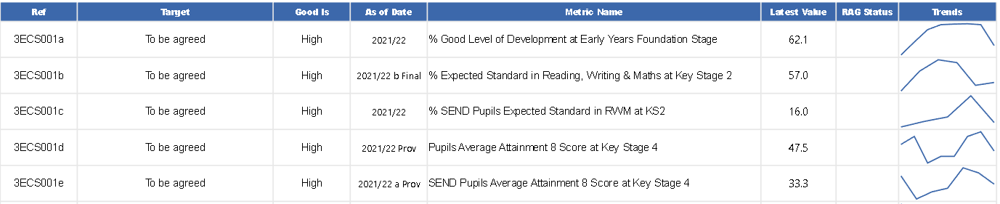 Ref Target Good Is As of Date Metric Name Latest Value RAG Status Trends
3ECS001a To be agreed High 2021/22 % Good Level of Development at Early Years Foundation Stage 62.1
3ECS001b To be agreed High 2021/22 b Final % Expected Standard in Reading, Writing & Maths at Key Stage 2 57.0
3ECS001c To be agreed High 2021/22 % SEND Pupils Expected Standard in RWM at KS2 16.0
3ECS001d To be agreed High 2021/22 Prov Pupils Average Attainment 8 Score at Key Stage 4 47.5
3ECS001e To be agreed High 2021/22 a Prov SEND Pupils Average Attainment 8 Score at Key Stage 4 33.3